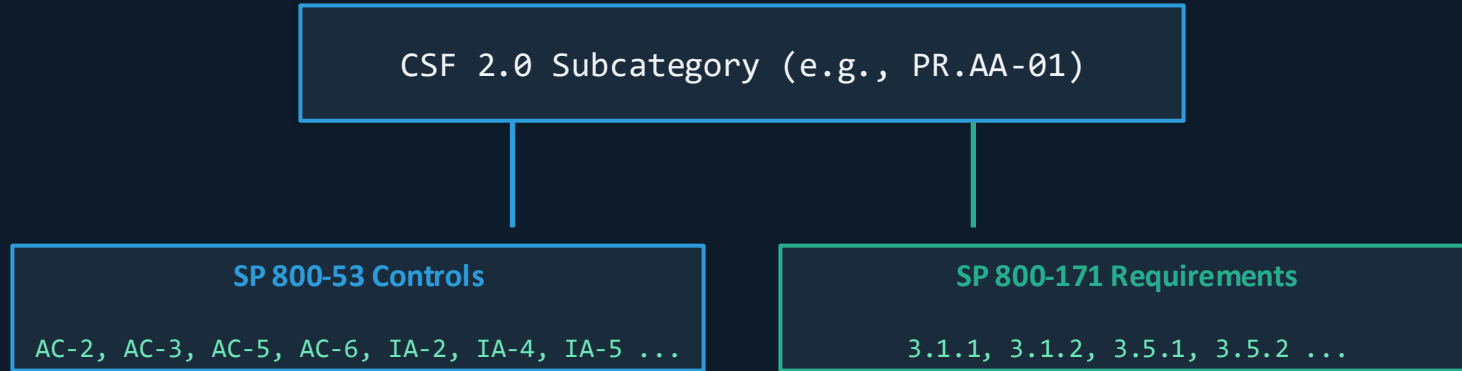 CSF 2.0 Subcategory (e.g., PR.AA-01)
SP 800-53 Controls
AC-2, AC-3, AC-5, AC-6, IA-2, IA-4, IA-5 ...
SP 800-171 Requirements
3.1.1, 3.1.2, 3.5.1, 3.5.2 ...